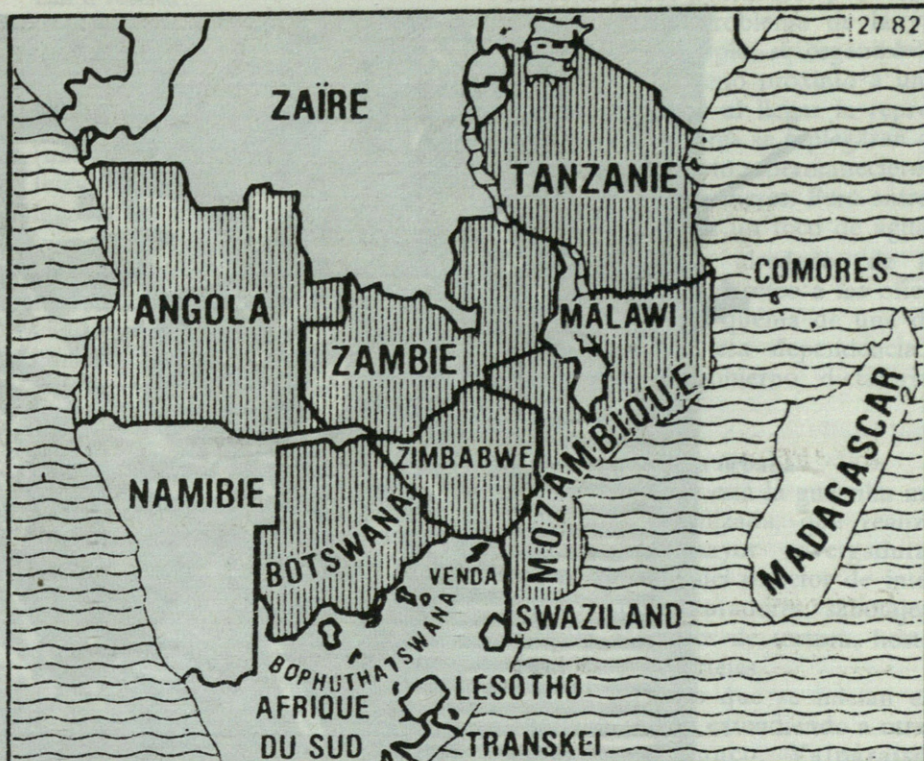 27 82
ZAÏRE
TANZANIE
COMORES
ANGOLA
MALAWI
ZAMBIE
MOZAMBIQUE
MADAGASCAR
ZIMBABWE
NAMIBIE
BOTSWANA
VENDA
SWAZILAND
BOPHUTHATSWANA
LESOTHO
AFRIQUE
DU SUD
TRANSKEI